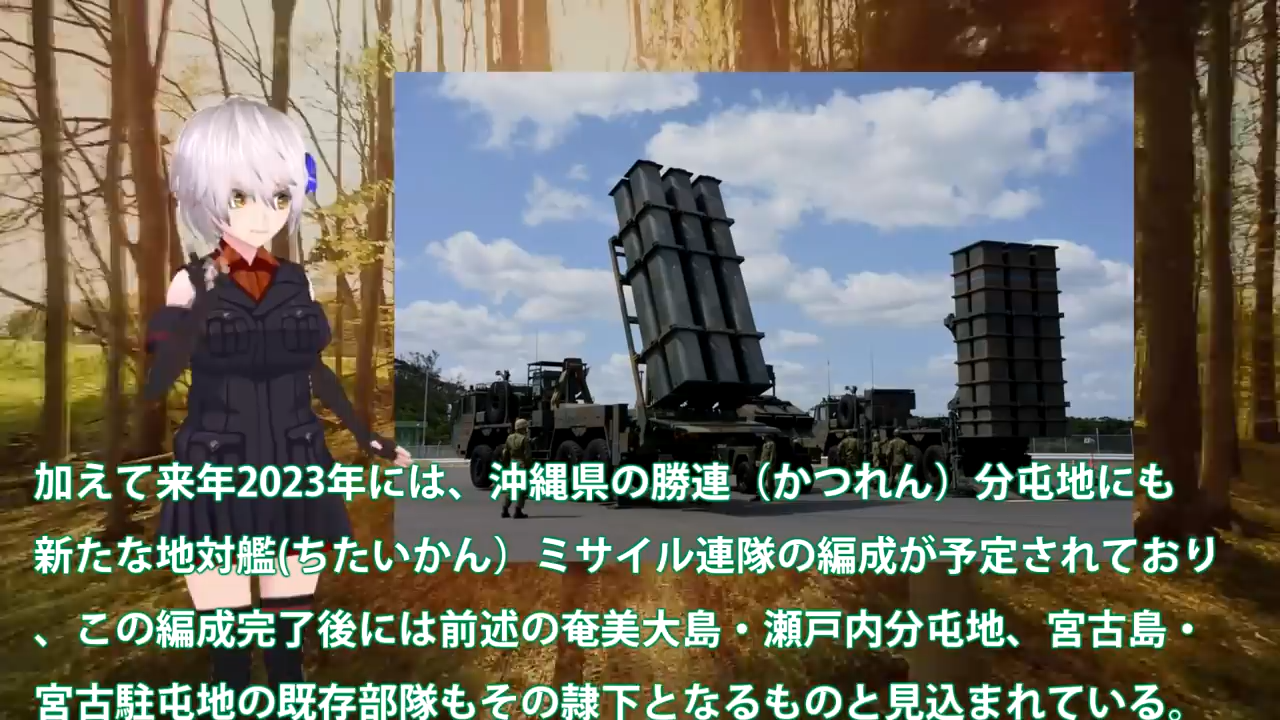 加えて来年2023年には、沖縄県の勝連（かつれん）分屯地にも
新たな地対艦(ちたいかん）ミサイル連隊の編成が予定されており
、この編成完了後には前述の奄美大島・瀬戸内分屯地、宮古島・
宮古駐屯地の既存部隊もその隷下となるものと見込まれている。